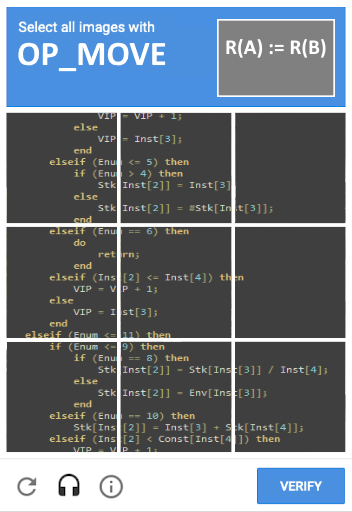 Select all images with
OP_MOVE
R(A) := R(B)
VIP = VIP + 1;
else
VIP = Inst[3];
end
elseif (Enum <= 5) then
if (Enum > 4) then
Stk[Inst[2]] = Inst[3]
else
Stk[Inst[2]] = #Stk[Inst[3]];
end
elseif (Enum == 6) then
do
return;
end
elseif (Inst[2] <= Inst[4]) then
VIP = VIP + 1;
else
VIP = Inst[3];
end
elseif (Enum <= 11) then
if (Enum <= 9) then
if (Enum == 8) then
Stk[Inst[2]] = Stk[Inst[3]] / Inst[4];
else
Stk[Inst[2]] = Env[Inst[3]];
end
elseif (Enum == 10) then
Stk[Inst[2]] = Inst[3] + Stk[Inst[4]];
elseif (Inst[2] < Const[Inst[4]]) then
VIP = VIP + 1;
VERIFY